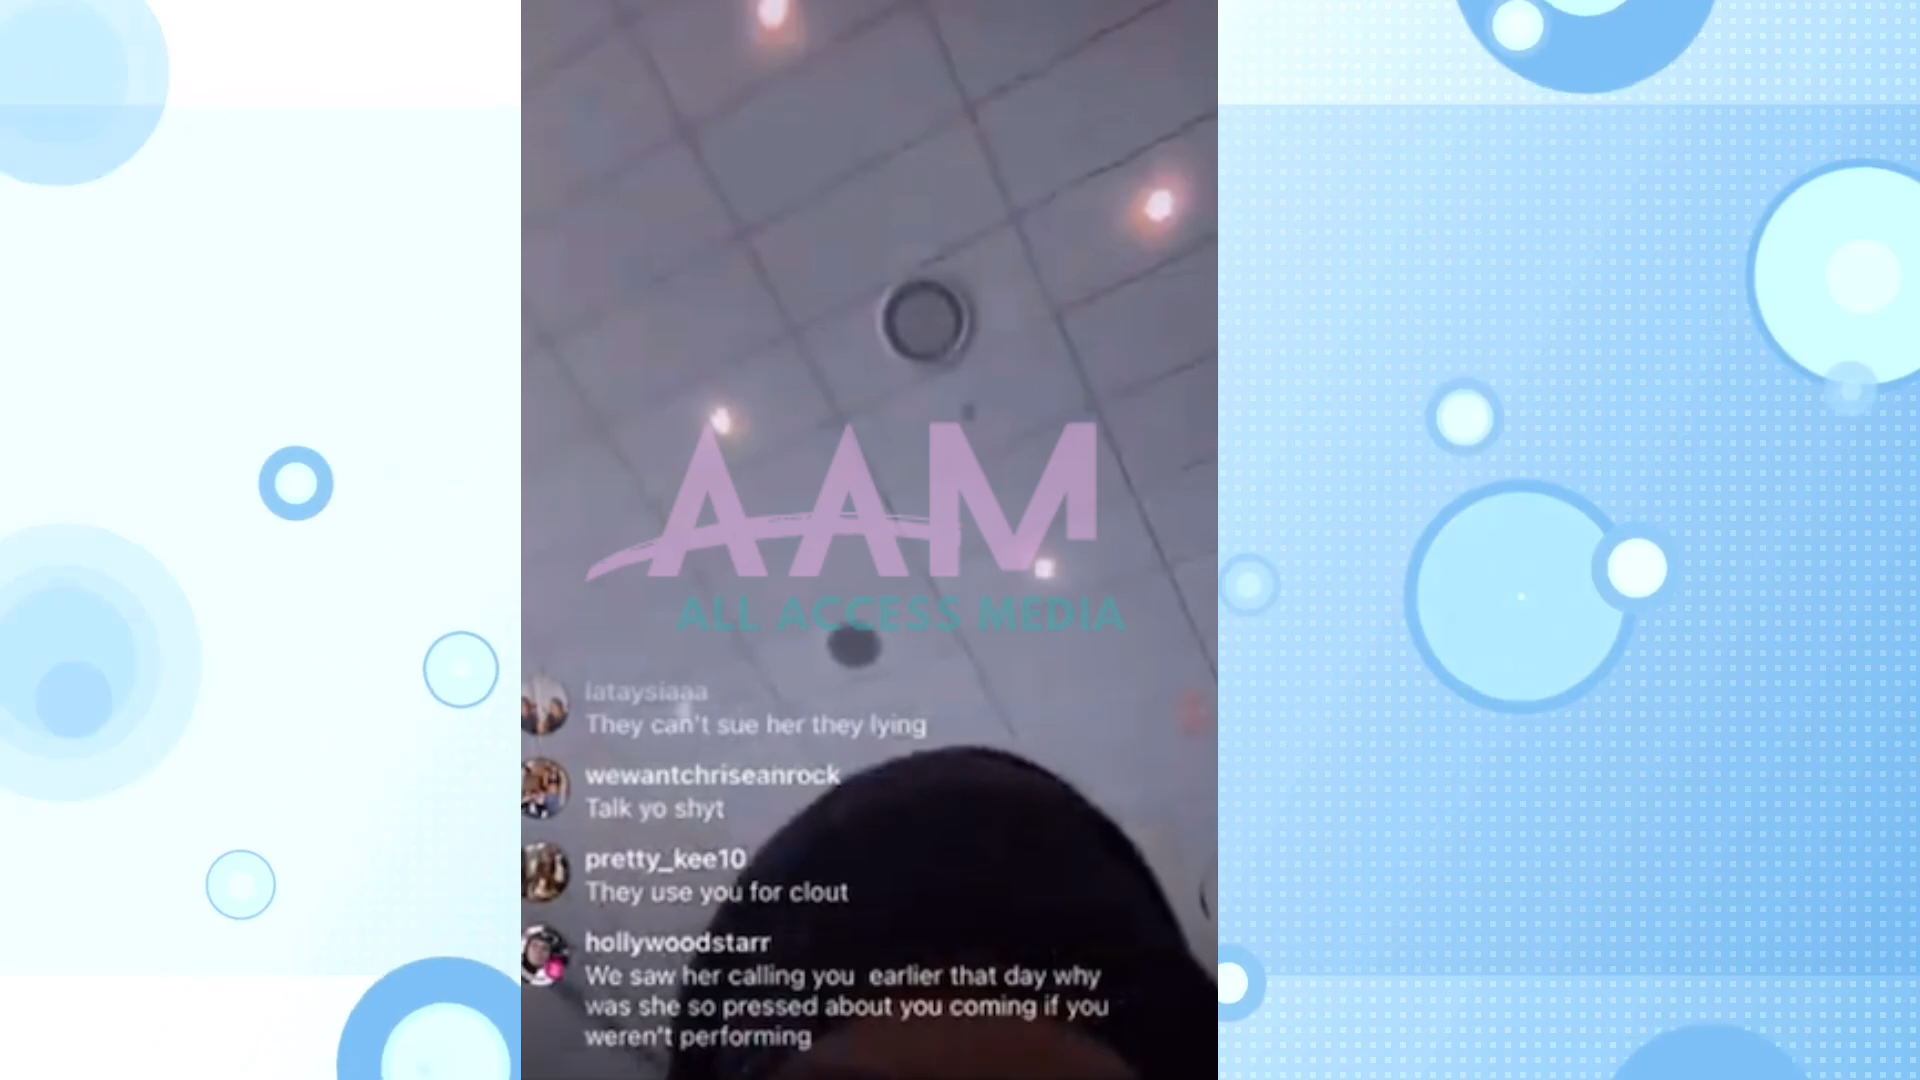 AAM
ALL ACCESS MEDIA
lataysiaaa
They can't sue her they lying
wewantchriseanrock
Talk yo shyt
pretty_kee10
They use you for clout
hollywoodstarr
We saw her calling you earlier that day why
was she so pressed about you coming if you
weren't performing